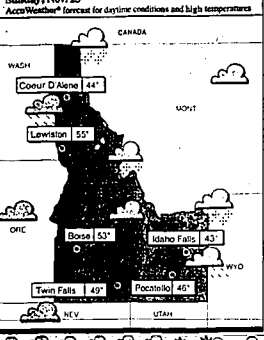 AccuWeather® forecast for daytime conditions and high temperatures
CANADA
WASH
Coeur D'Alene 44°
MONT
Lewiston 55°
ORE
Boise 53°
Idaho Falls 43°
WYO
Twin Falls 49°
Pocatello 46°
NEV
UTAH